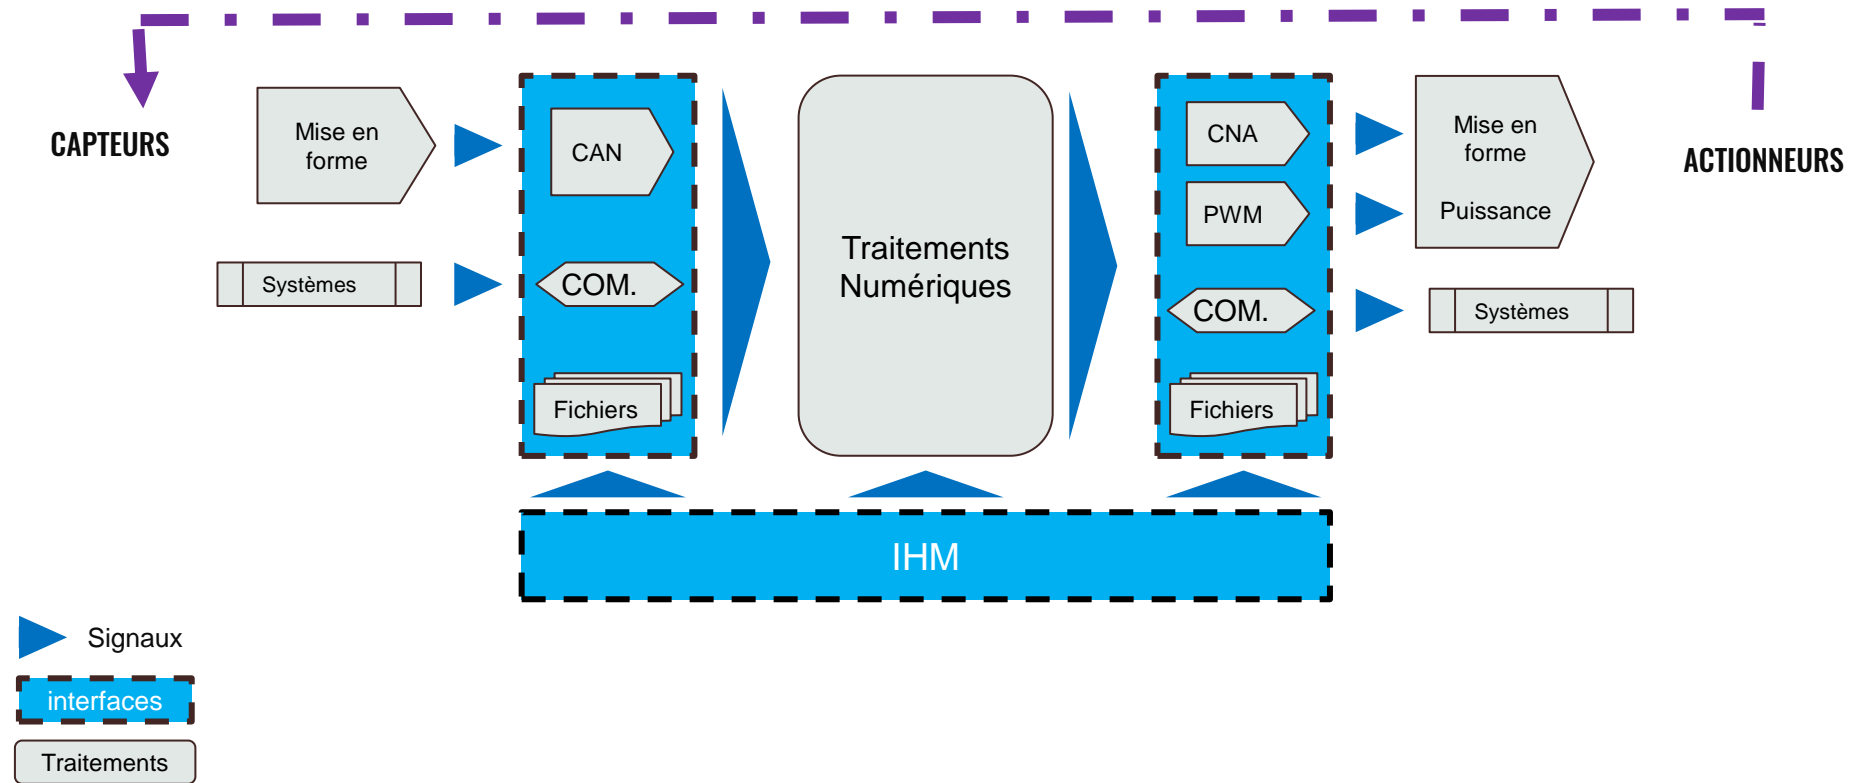 CAPTEURS
Mise en
forme
Systèmes
CAN
COM.
Fichiers
Traitements
Numériques
CNA
PWM
COM.
Fichiers
Mise en
forme
Puissance
Systèmes
ACTIONNEURS
IHM
Signaux
interfaces
Traitements